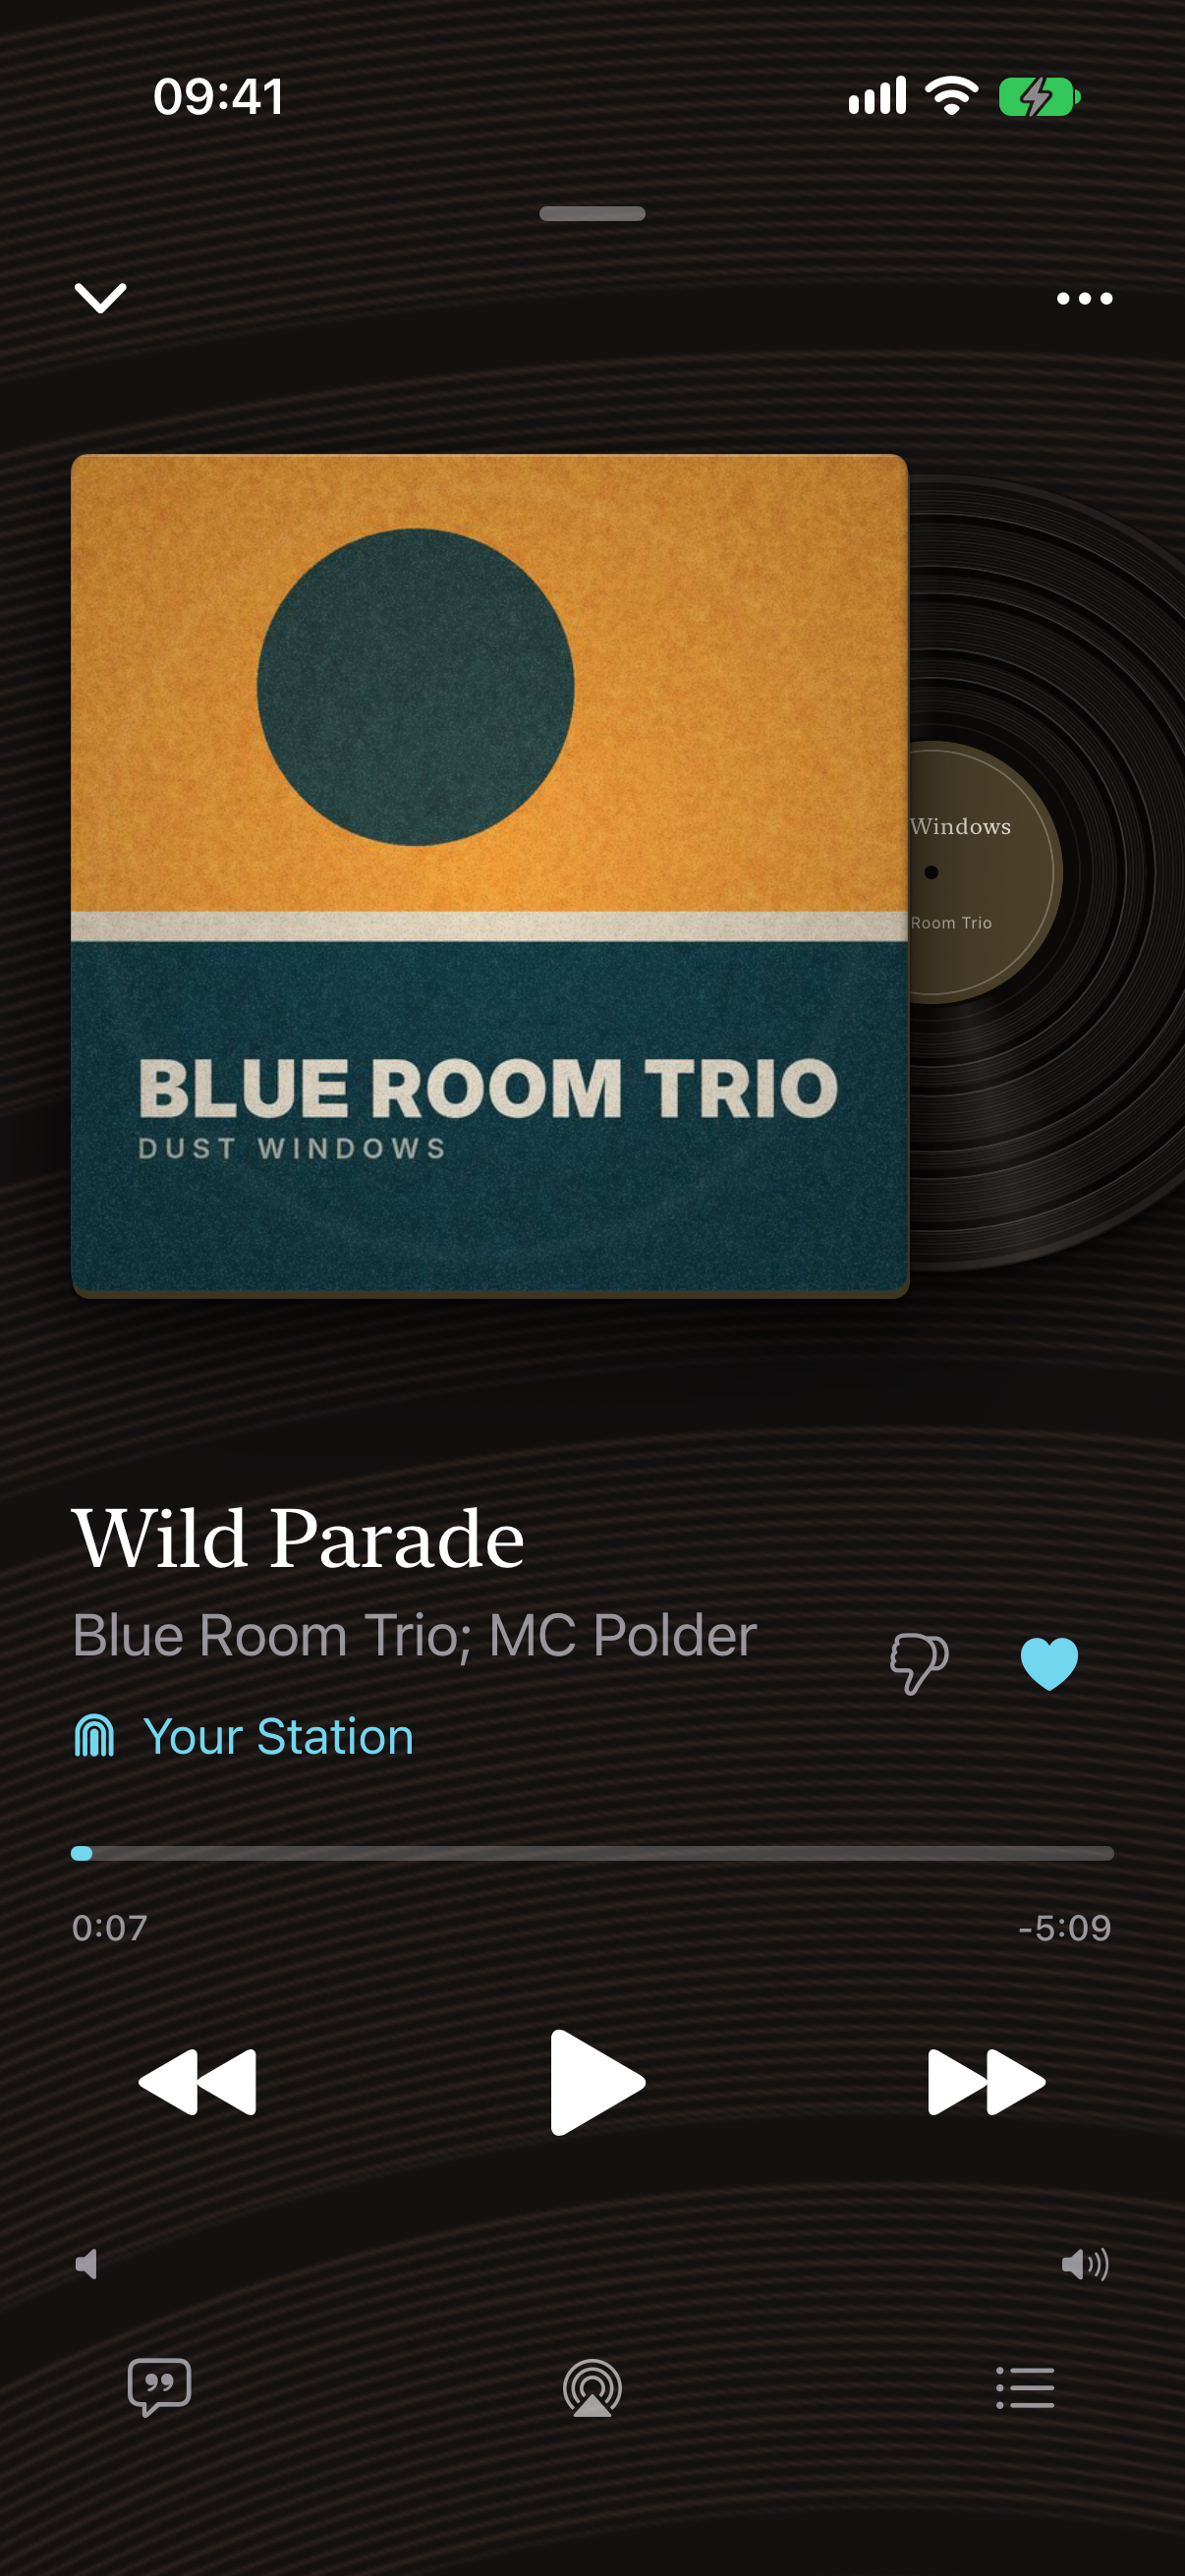 09:41
Windows
Room Trio
BLUE ROOM TRIO
DUST WINDOWS
Wild Parade
Blue Room Trio; MC Polder
Your Station
0:07
-5:09